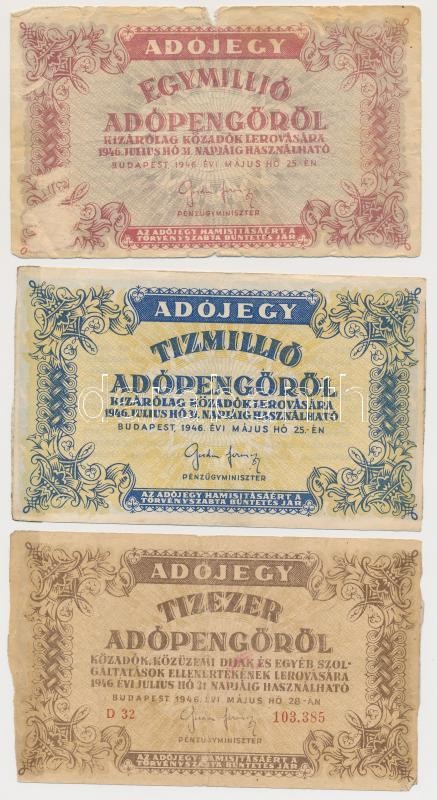 ADÓJEGY
EGYMILLIÓ
ADÓPENGŐRŐL
KIZÁRÓLAG KÖZADÓK LEROVÁSÁRA
1946. JULIUS HÓ 31. NAPJÁIG HASZNÁLHATÓ
BUDAPEST, 1946. ÉVI MÁJUS HÓ 25.-ÉN
PÉNZÜGYMINISZTER
AZ ADÓJEGY HAMISITÁSÁÉRT A
TÖRVÉNYSZABTA BÜNTETÉS JÁR
ADÓJEGY
TIZMILLIÓ
ADÓPENGŐRŐL
KIZÁRÓLAG KÖZADÓK LEROVÁSÁRA
1946. JULIUS HÓ 31. NAPJÁIG HASZNÁLHATÓ
BUDAPEST, 1946. ÉVI MÁJUS HÓ 25.-ÉN
PÉNZÜGYMINISZTER
AZ ADÓJEGY HAMISITÁSÁÉRT A
TÖRVÉNYSZABTA BÜNTETÉS JÁR
ADÓJEGY
TIZEZER
ADÓPENGŐRŐL
KÖZADÓK, KÖZÜZEMI DIJAK ÉS EGYÉB SZOL-
GÁLTATÁSOK ELLENÉRTÉKÉNEK LEROVÁSÁRA
1946 ÉVI JULIUS HÓ 31 NAPJÁIG HASZNÁLHATÓ
BUDAPEST, 1946. ÉVI MÁJUS HÓ 28-ÁN
D 32 103.385
PÉNZÜGYMINISZTER
AZ ADÓJEGY HAMISITÁSÁÉRT A
TÖRVÉNYSZABTA BÜNTETÉS JÁR